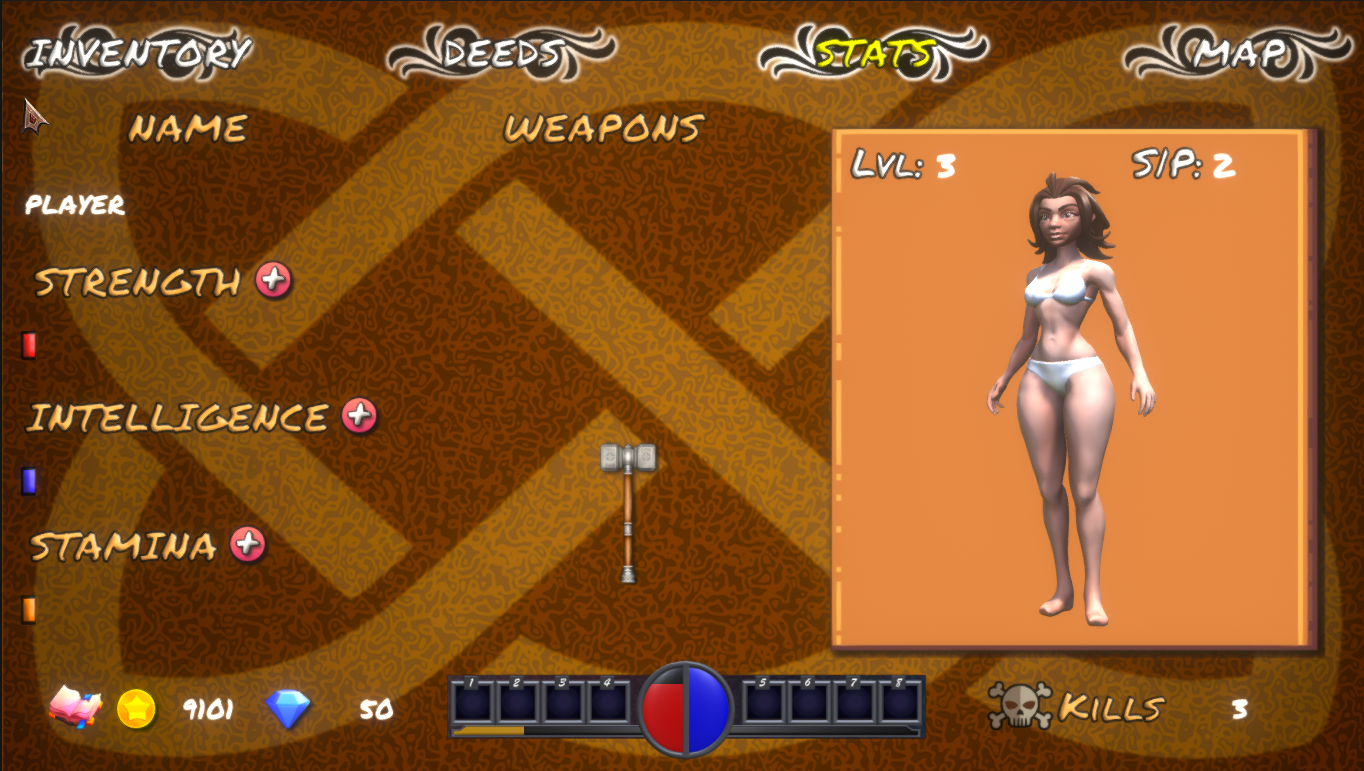 INVENTORY DEEDS STATS MAP
NAME WEAPONS
LVL: 3 S/P: 2
PLAYER
STRENGTH
INTELLIGENCE
STAMINA
9101 50
1 2 3 4 5 6 7 8
KILLS 3